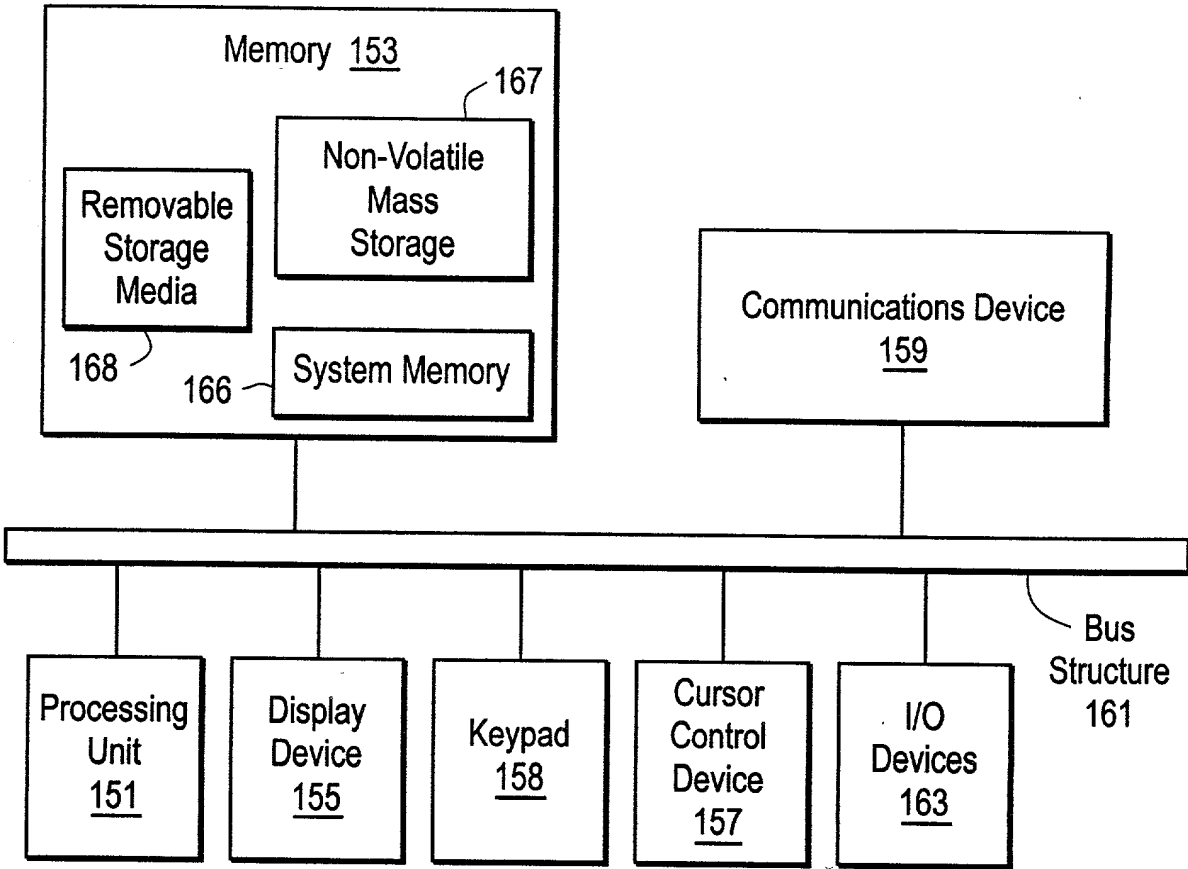 Memory 153
167
Non-Volatile
Mass
Storage
Removable
Storage
Media
168
166
System Memory
Communications Device
159
Bus
Structure
161
Processing
Unit
151
Display
Device
155
Keypad
158
Cursor
Control
Device
157
I/O
Devices
163